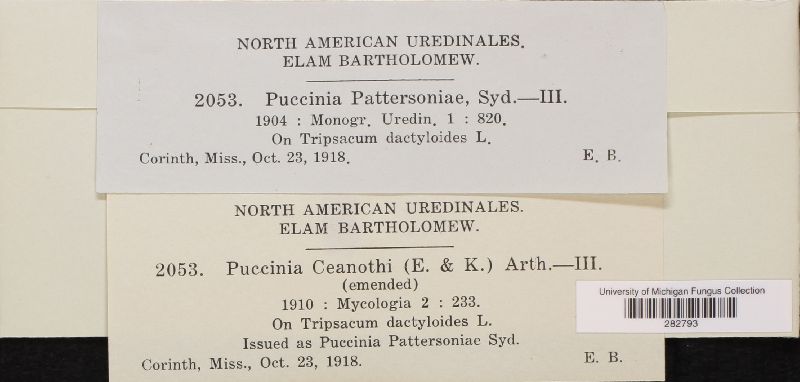 NORTH AMERICAN UREDINALES.
ELAM BARTHOLOMEW.
2053. Puccinia Pattersoniae, Syd.—III.
1904 : Monogr. Uredin. 1 : 820.
On Tripsacum dactyloides L.
Corinth, Miss., Oct. 23, 1918. E. B.
NORTH AMERICAN UREDINALES.
ELAM BARTHOLOMEW.
2053. Puccinia Ceanothi (E. & K.) Arth.—III.
(emended)
1910 : Mycologia 2 : 233.
On Tripsacum dactyloides L.
Issued as Puccinia Pattersoniae Syd.
Corinth, Miss., Oct. 23, 1918. E. B.
University of Michigan Fungus Collection
282793